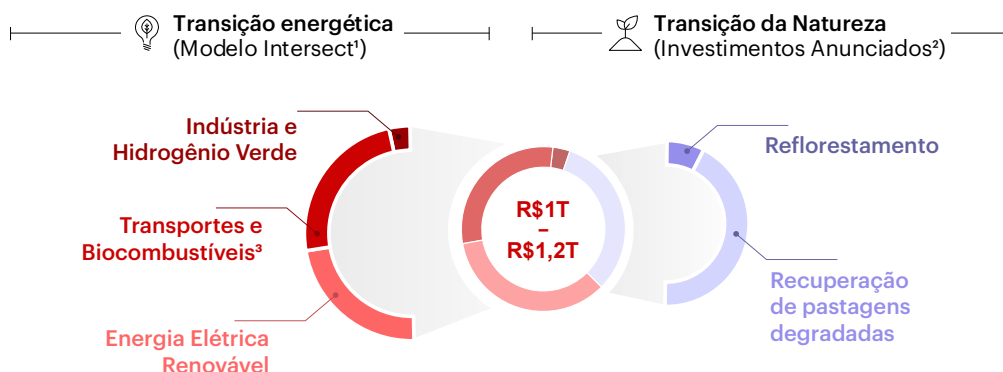 Transição energética
(Modelo Intersect¹)
Transição da Natureza
(Investimentos Anunciados²)
Indústria e
Hidrogênio Verde
Transportes e
Biocombustíveis³
Energia Elétrica
Renovável
R$1T
–
R$1,2T
Reflorestamento
Recuperação
de pastagens
degradadas